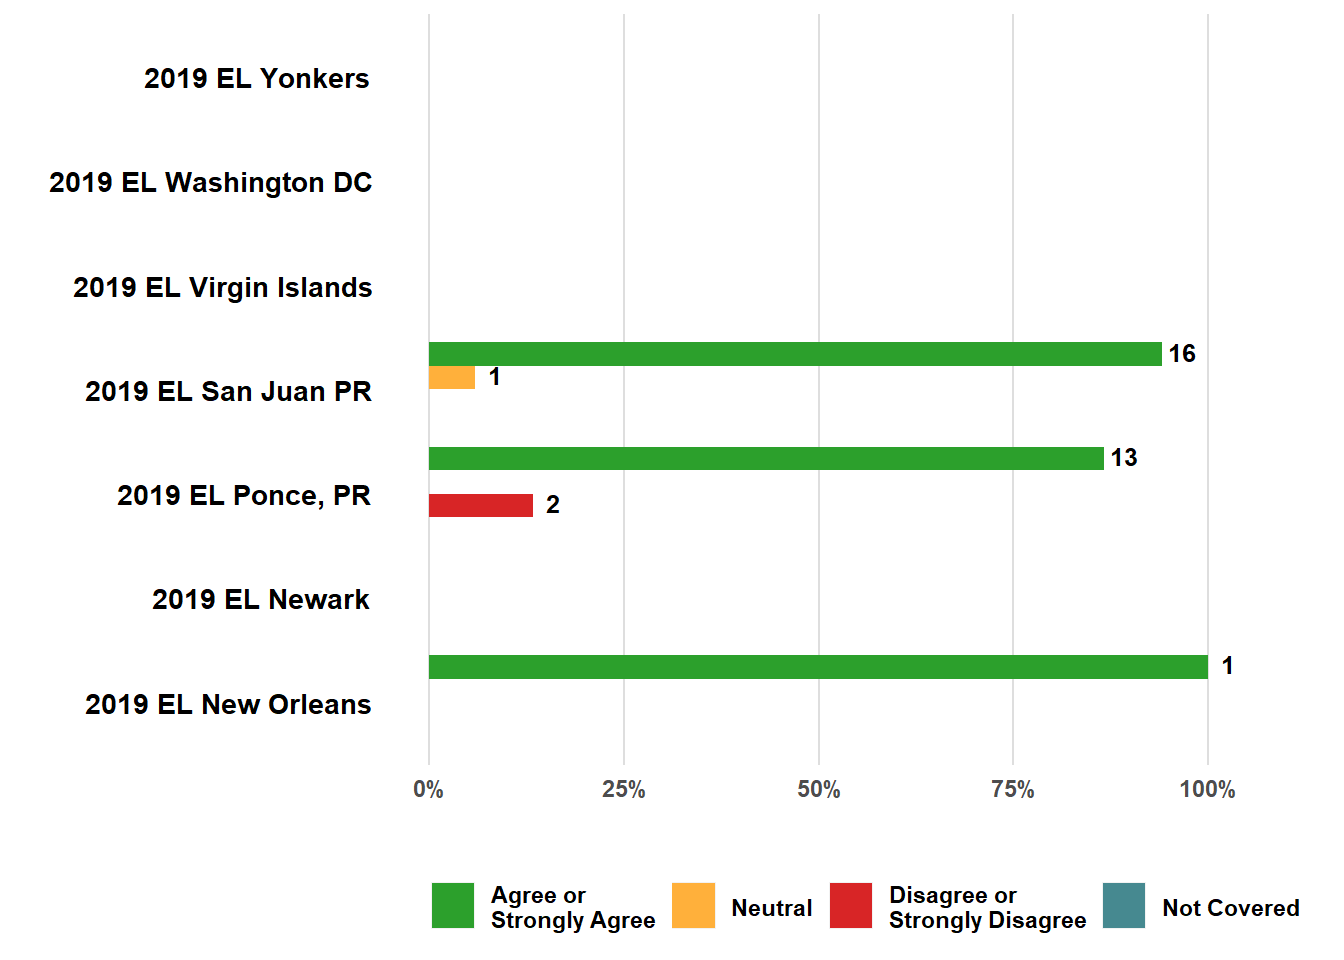 2019 EL Yonkers
2019 EL Washington DC
2019 EL Virgin Islands
16
1
2019 EL San Juan PR
13
2019 EL Ponce, PR
2
2019 EL Newark
1
2019 EL New Orleans
0%
25%
50%
75%
100%
Agree or
Strongly Agree
Neutral
Disagree or
Strongly Disagree
Not Covered